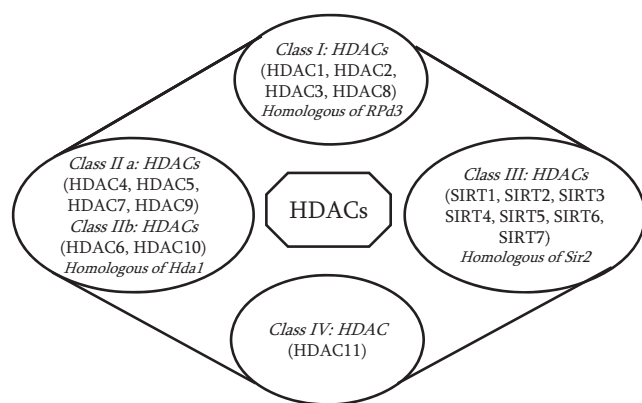 Class I: HDACs
(HDAC1, HDAC2,
HDAC3, HDAC8)
Homologous of RPd3
Class II a: HDACs
(HDAC4, HDAC5,
HDAC7, HDAC9)
Class IIb: HDACs
(HDAC6, HDAC10)
Homologous of Hda1
HDACs
Class III: HDACs
(SIRT1, SIRT2, SIRT3
SIRT4, SIRT5, SIRT6,
SIRT7)
Homologous of Sir2
Class IV: HDAC
(HDAC11)